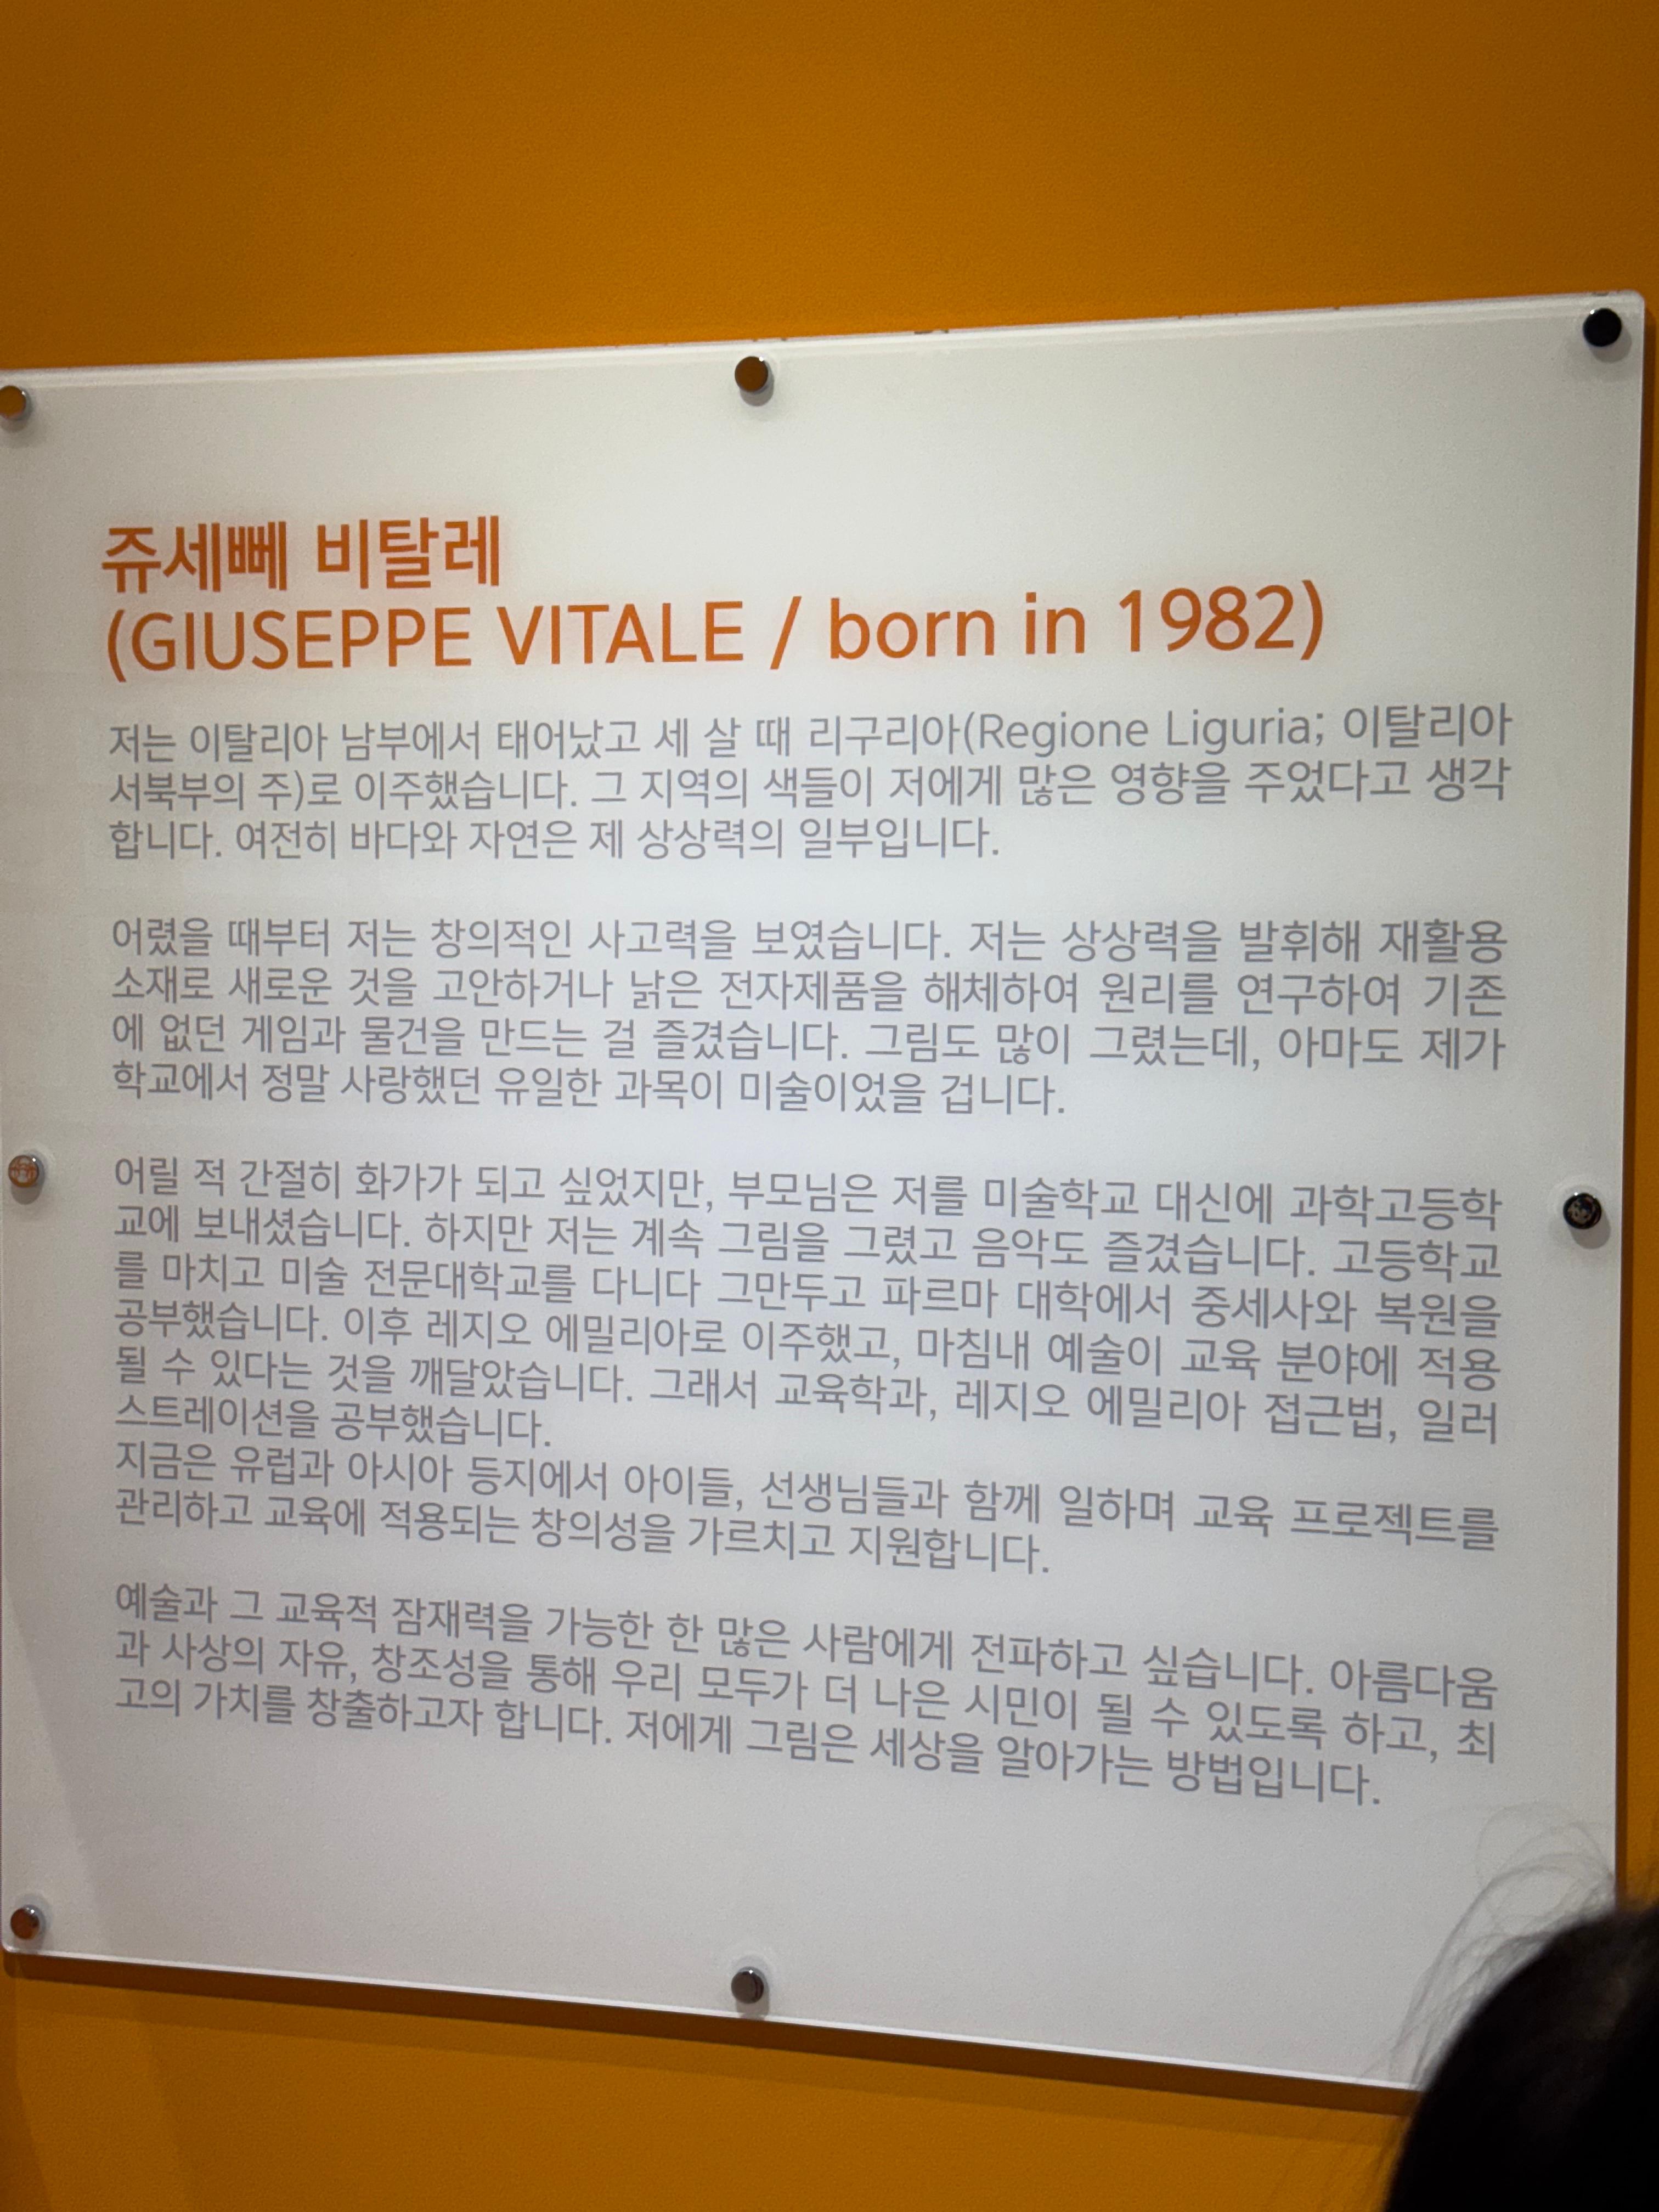 쥬세뻬 비탈레
(GIUSEPPE VITALE / born in 1982)
저는 이탈리아 남부에서 태어났고 세 살 때 리구리아(Regione Liguria; 이탈리아
서북부의 주)로 이주했습니다. 그 지역의 색들이 저에게 많은 영향을 주었다고 생각
합니다. 여전히 바다와 자연은 제 상상력의 일부입니다.
어렸을 때부터 저는 창의적인 사고력을 보였습니다. 저는 상상력을 발휘해 재활용
소재로 새로운 것을 고안하거나 낡은 전자제품을 해체하여 원리를 연구하여 기존
에 없던 게임과 물건을 만드는 걸 즐겼습니다. 그림도 많이 그렸는데, 아마도 제가
학교에서 정말 사랑했던 유일한 과목이 미술이었을 겁니다.
어릴 적 간절히 화가가 되고 싶었지만, 부모님은 저를 미술학교 대신에 과학고등학
교에 보내셨습니다. 하지만 저는 계속 그림을 그렸고 음악도 즐겼습니다. 고등학교
를 마치고 미술 전문대학교를 다니다 그만두고 파르마 대학에서 중세사와 복원을
공부했습니다. 이후 레지오 에밀리아로 이주했고, 마침내 예술이 교육 분야에 적용
될 수 있다는 것을 깨달았습니다. 그래서 교육학과, 레지오 에밀리아 접근법, 일러
스트레이션을 공부했습니다.
지금은 유럽과 아시아 등지에서 아이들, 선생님들과 함께 일하며 교육 프로젝트를
관리하고 교육에 적용되는 창의성을 가르치고 지원합니다.
예술과 그 교육적 잠재력을 가능한 한 많은 사람에게 전파하고 싶습니다. 아름다움
과 사상의 자유, 창조성을 통해 우리 모두가 더 나은 시민이 될 수 있도록 하고, 최
고의 가치를 창출하고자 합니다. 저에게 그림은 세상을 알아가는 방법입니다.